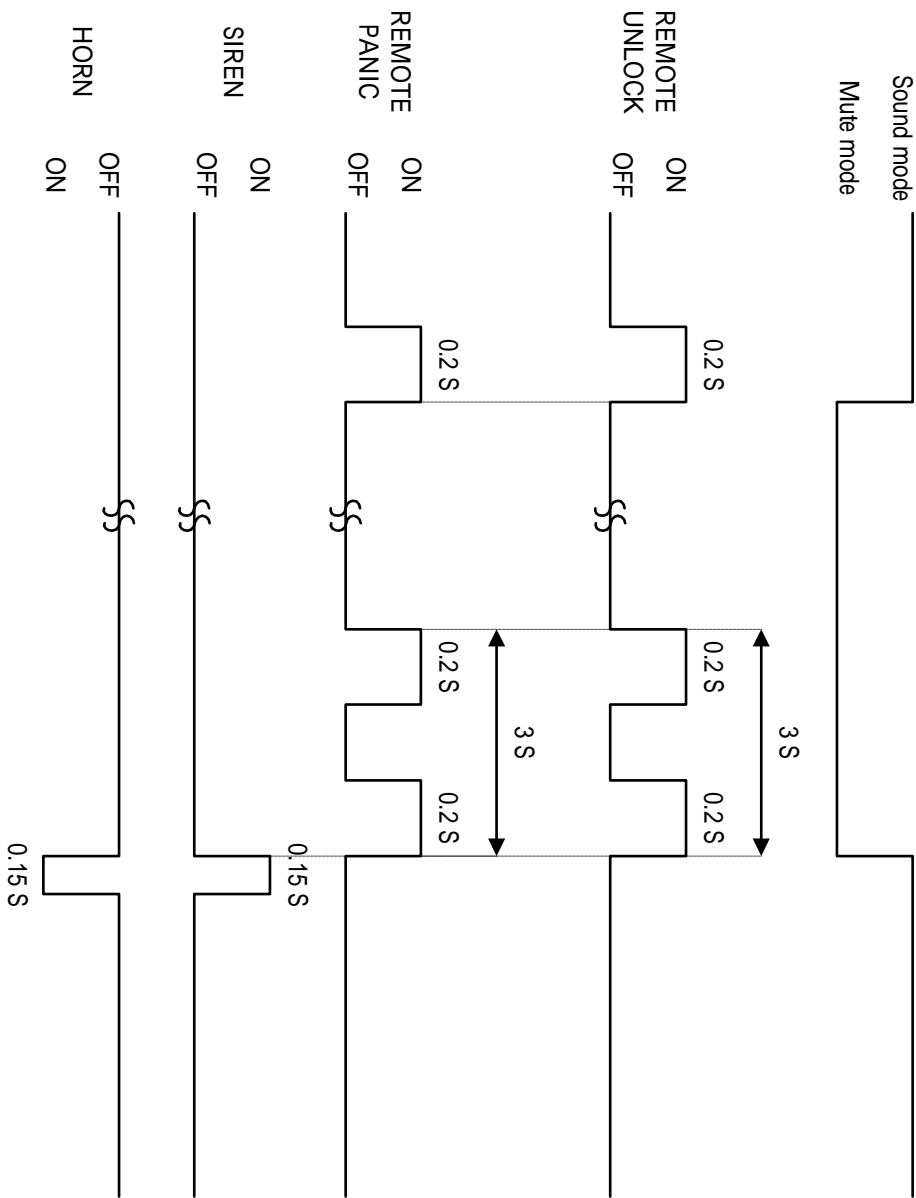 Sound mode
Mute mode
3 S
0.2 S 0.2 S 0.2 S
REMOTE
UNLOCK
ON
OFF
3 S
0.2 S 0.2 S 0.2 S
REMOTE
PANIC
ON
OFF
0.15 S
SIREN
ON
OFF
HORN
OFF
ON
0.15 S